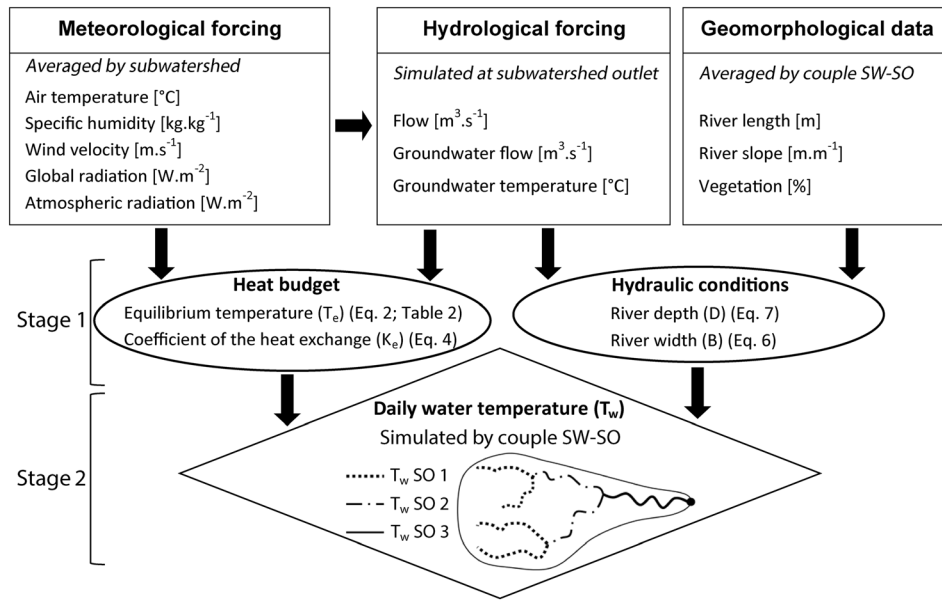 Meteorological forcing
Averaged by subwatershed
Air temperature [°C]
Specific humidity [kg.kg⁻¹]
Wind velocity [m.s⁻¹]
Global radiation [W.m⁻²]
Atmospheric radiation [W.m⁻²]
Hydrological forcing
Simulated at subwatershed outlet
Flow [m³.s⁻¹]
Groundwater flow [m³.s⁻¹]
Groundwater temperature [°C]
Geomorphological data
Averaged by couple SW-SO
River length [m]
River slope [m.m⁻¹]
Vegetation [%]
Stage 1
Heat budget
Equilibrium temperature (Tₑ) (Eq. 2; Table 2)
Coefficient of the heat exchange (Kₑ) (Eq. 4)
Hydraulic conditions
River depth (D) (Eq. 7)
River width (B) (Eq. 6)
Stage 2
Daily water temperature (T_w)
Simulated by couple SW-SO
T_w SO 1
T_w SO 2
T_w SO 3